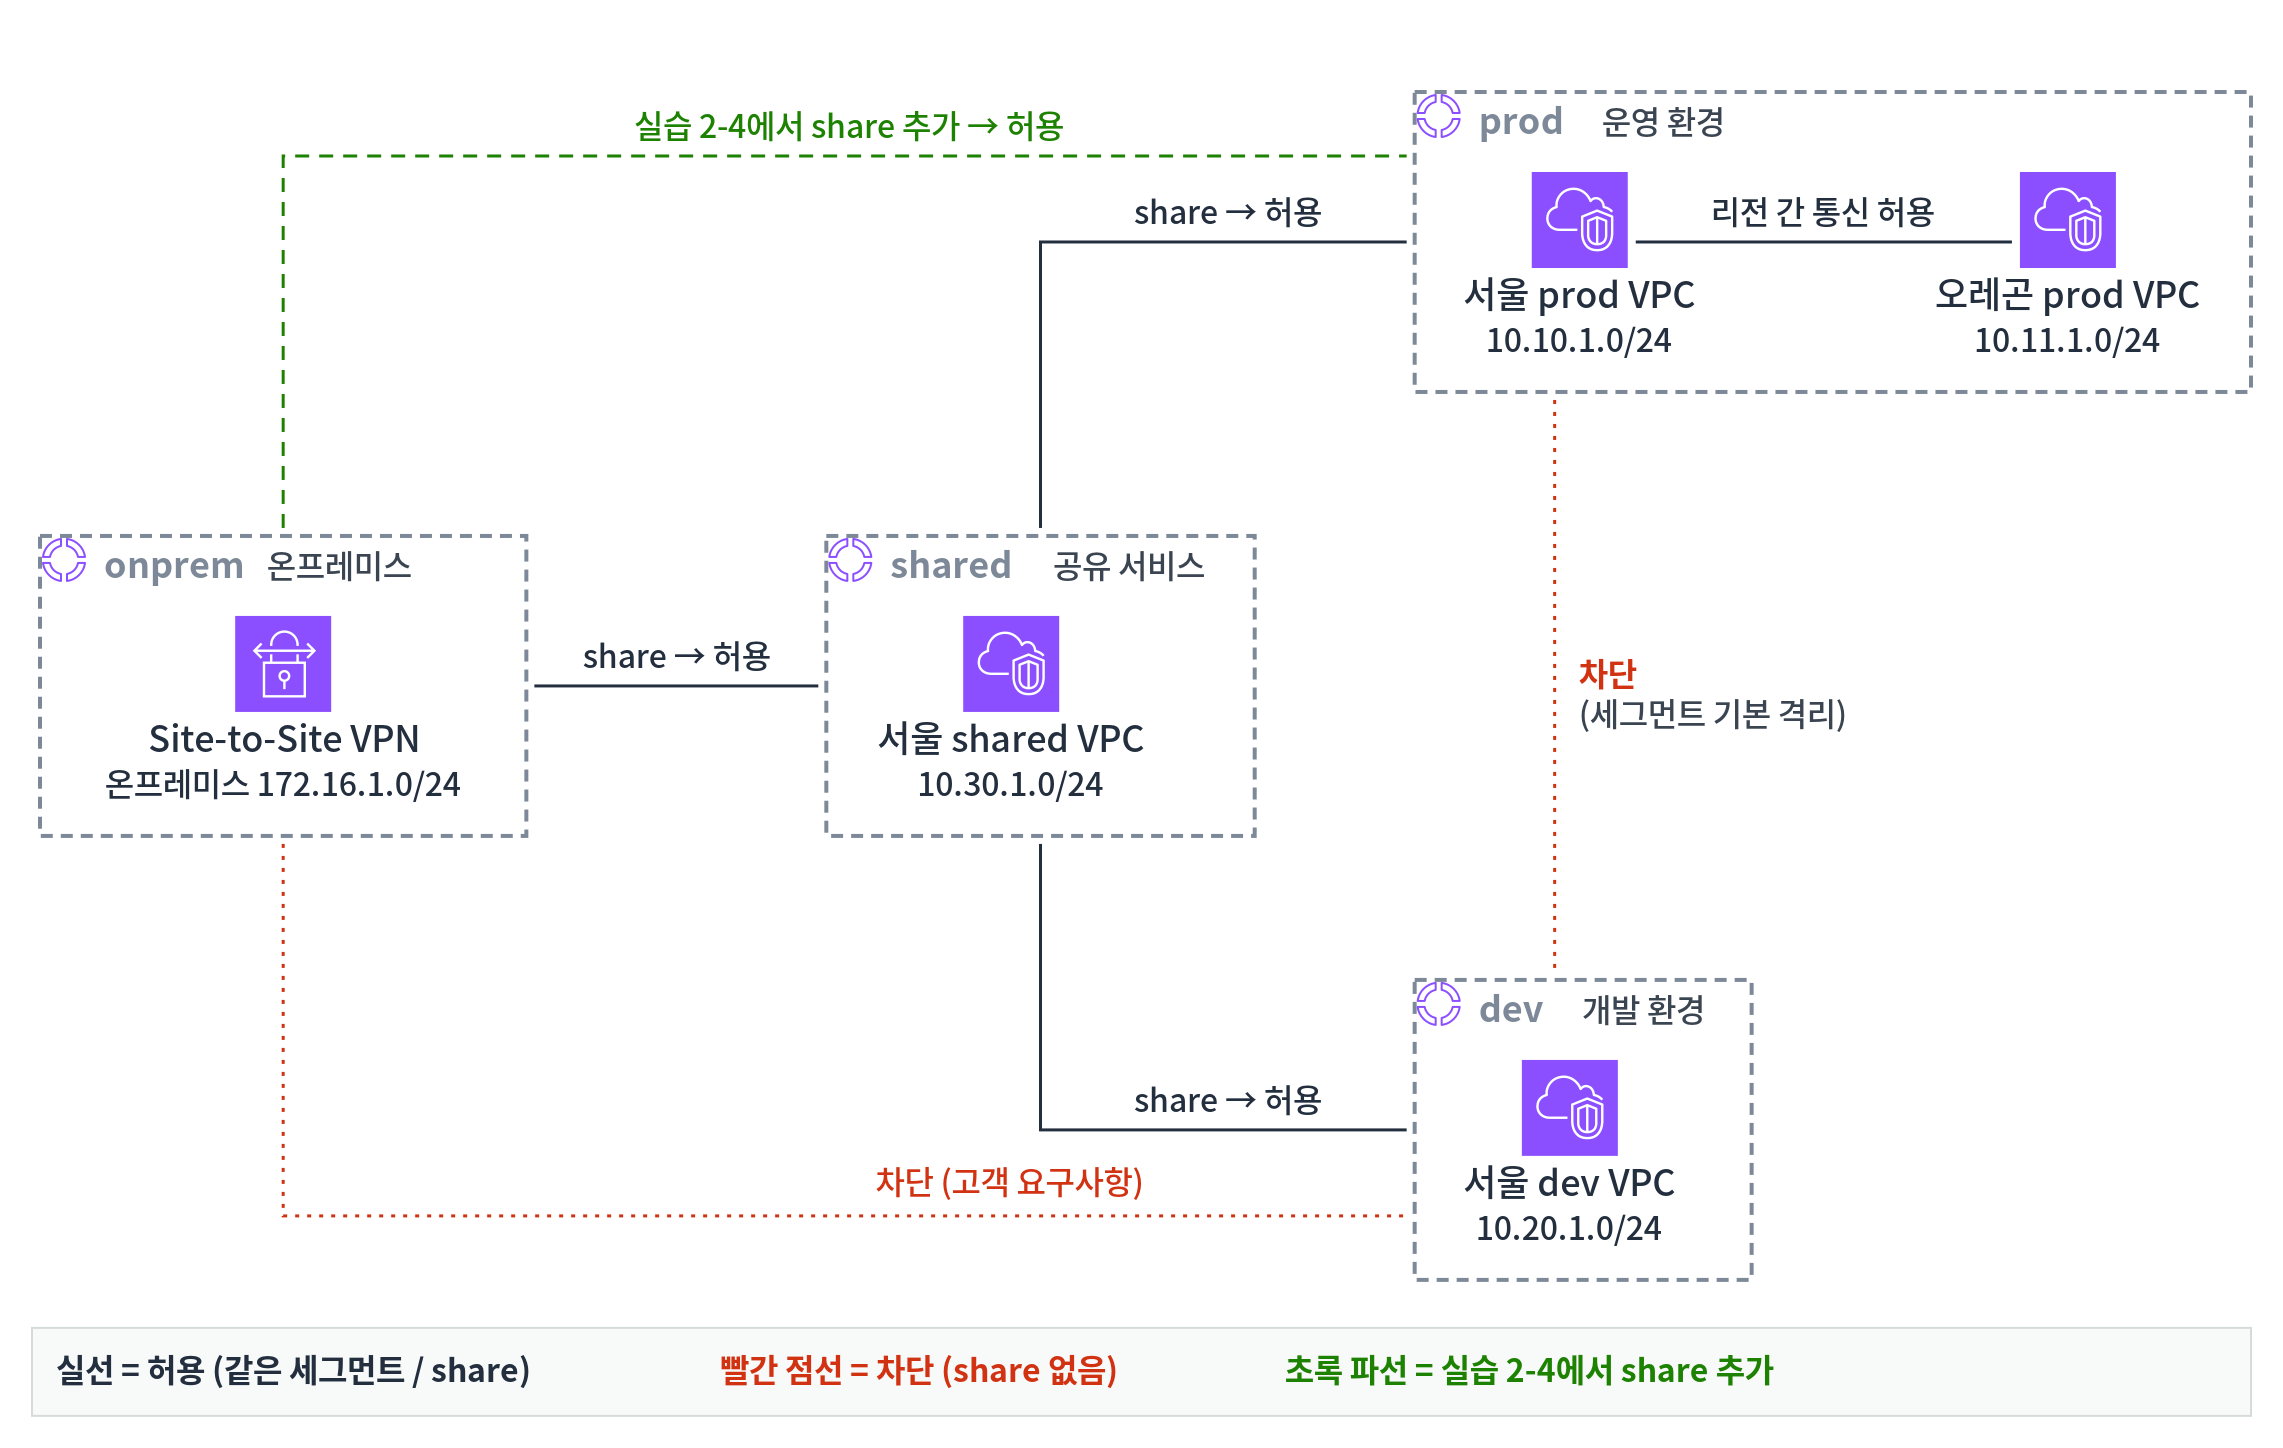 실습 2-4에서 share 추가 → 허용
prod 운영 환경
share → 허용
리전 간 통신 허용
서울 prod VPC
10.10.1.0/24
오레곤 prod VPC
10.11.1.0/24
onprem 온프레미스
Site-to-Site VPN
온프레미스 172.16.1.0/24
share → 허용
shared 공유 서비스
서울 shared VPC
10.30.1.0/24
차단
(세그먼트 기본 격리)
share → 허용
차단 (고객 요구사항)
dev 개발 환경
서울 dev VPC
10.20.1.0/24
실선 = 허용 (같은 세그먼트 / share)
빨간 점선 = 차단 (share 없음)
초록 파선 = 실습 2-4에서 share 추가